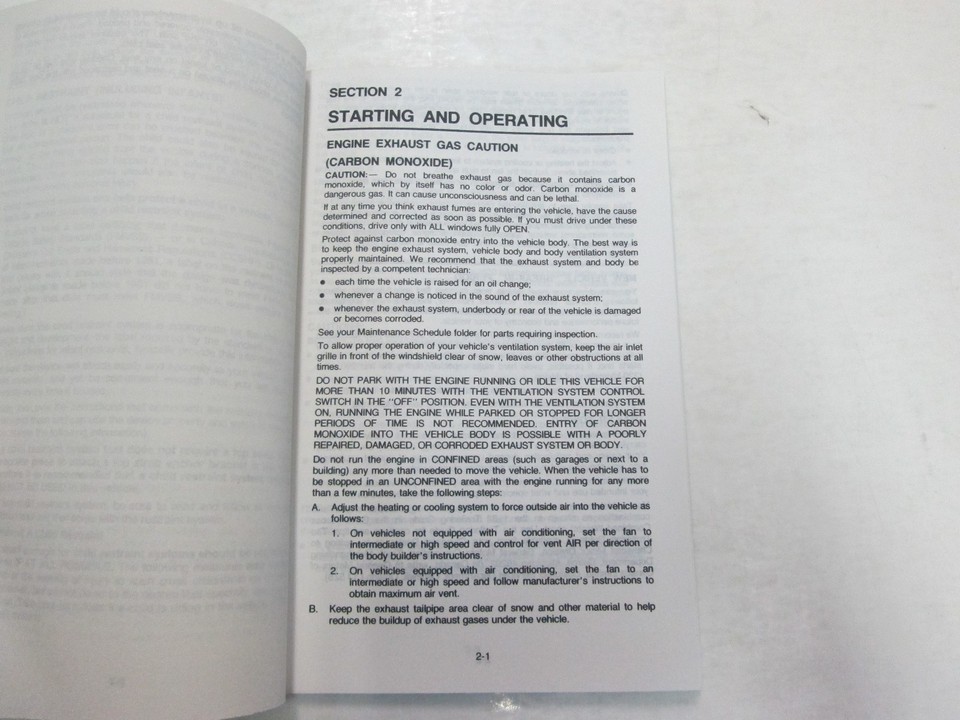 SECTION 2
STARTING AND OPERATING
ENGINE EXHAUST GAS CAUTION
(CARBON MONOXIDE)
CAUTION:— Do not breathe exhaust gas because it contains carbon
monoxide, which by itself has no color or odor. Carbon monoxide is a
dangerous gas. It can cause unconsciousness and can be lethal.
If at any time you think exhaust fumes are entering the vehicle, have the cause
determined and corrected as soon as possible. If you must drive under these
conditions, drive only with ALL windows fully OPEN.
Protect against carbon monoxide entry into the vehicle body. The best way is
to keep the engine exhaust system, vehicle body and body ventilation system
properly maintained. We recommend that the exhaust system and body be
inspected by a competent technician:
● each time the vehicle is raised for an oil change;
● whenever a change is noticed in the sound of the exhaust system;
● whenever the exhaust system, underbody or rear of the vehicle is damaged
or becomes corroded.
See your Maintenance Schedule folder for parts requiring inspection.
To allow proper operation of your vehicle's ventilation system, keep the air inlet
grille in front of the windshield clear of snow, leaves or other obstructions at all
times.
DO NOT PARK WITH THE ENGINE RUNNING OR IDLE THIS VEHICLE FOR
MORE THAN 10 MINUTES WITH THE VENTILATION SYSTEM CONTROL
SWITCH IN THE "OFF" POSITION. EVEN WITH THE VENTILATION SYSTEM
ON, RUNNING THE ENGINE WHILE PARKED OR STOPPED FOR LONGER
PERIODS OF TIME IS NOT RECOMMENDED. ENTRY OF CARBON
MONOXIDE INTO THE VEHICLE BODY IS POSSIBLE WITH A POORLY
REPAIRED, DAMAGED, OR CORRODED EXHAUST SYSTEM OR BODY.
Do not run the engine in CONFINED areas (such as garages or next to a
building) any more than needed to move the vehicle. When the vehicle has to
be stopped in an UNCONFINED area with the engine running for any more
than a few minutes, take the following steps:
A. Adjust the heating or cooling system to force outside air into the vehicle as
follows:
1. On vehicles not equipped with air conditioning, set the fan to
intermediate or high speed and control for vent AIR per direction of
the body builder's instructions.
2. On vehicles equipped with air conditioning, set the fan to an
intermediate or high speed and follow manufacturer's instructions to
obtain maximum air vent.
B. Keep the exhaust tailpipe area clear of snow and other material to help
reduce the buildup of exhaust gases under the vehicle.
2-1